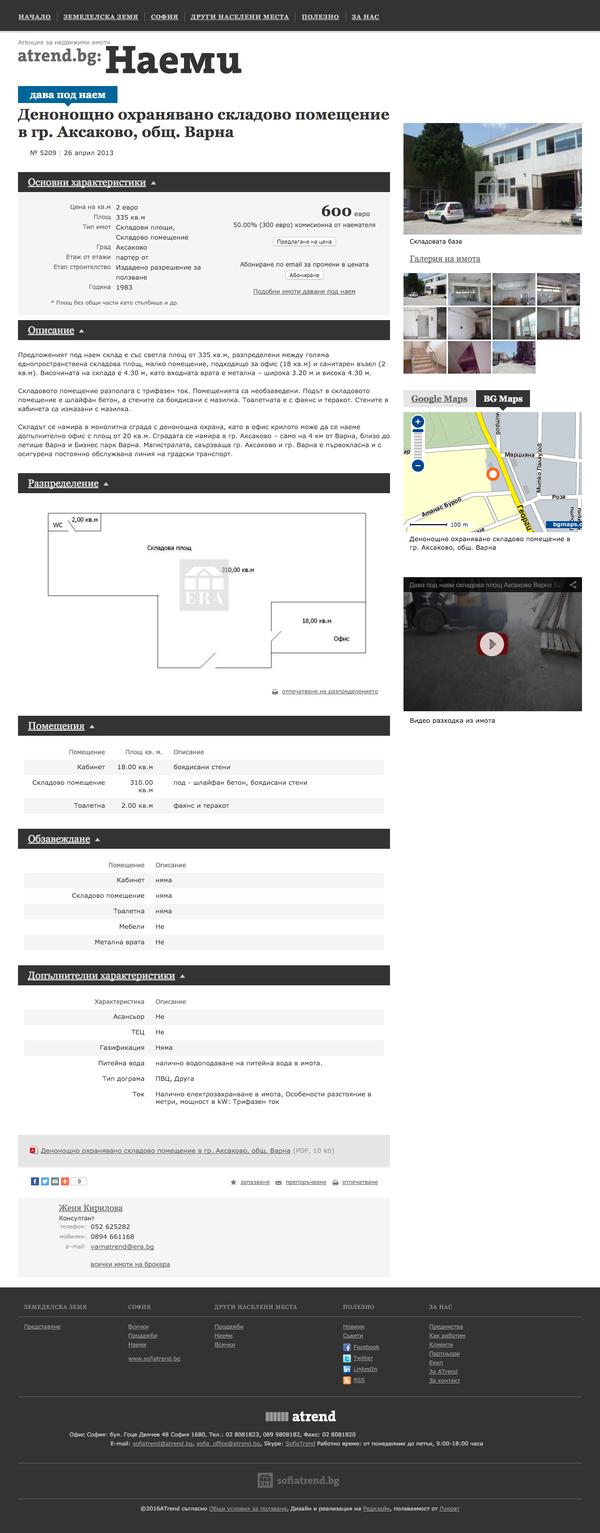 НАЧАЛО ЗЕМЕДЕЛСКА ЗЕМЯ СОФИЯ ДРУГИ НАСЕЛЕНИ МЕСТА ПОЛЕЗНО ЗА НАС
Агенция за недвижими имоти
atrend.bg: Наеми
дава под наем
Денонощно охранявано складово помещение
в гр. Аксаково, общ. Варна
№ 5209 | 26 април 2013
Основни характеристики
Цена на кв.м 2 евро
Площ 335 кв.м
Тип имот Складови площи,
Складово помещение
Град Аксаково
Етаж от етажи партер от
Етап строителство Издадено разрешение за
ползване
Година 1983
* Площ без общи части като стълбище и др.
600 евро
50.00% (300 евро) комисионна от наемателя
Предлагане на цена
Абониране по email за промени в цената
Абониране
Подобни имоти давани под наем
Описание
Предложеният под наем склад е със светла площ от 335 кв.м, разпределени между голяма
еднопространствена складова площ, малко помещение, подходящо за офис (18 кв.м) и санитарен възел (2
кв.м). Височината на склада е 4.30 м, като входната врата е метална – широка 3.20 м и висока 4.30 м.
Складовото помещение разполага с трифазен ток. Помещенията са необзаведени. Подът в складовото
помещение е шлайфан бетон, а стените са боядисани с мазилка. Тоалетната е с фаянс и теракот. Стените в
кабинета са измазани с мазилка.
Складът се намира в монолитна сграда с денонощна охрана, като в офис крилото може да се наеме
допълнително офис с площ от 20 кв.м. Сградата се намира в гр. Аксаково – само на 4 км от Варна, близо до
летише Варна и Бизнес парк Варна. Магистралата, свързваща гр. Аксаково и гр. Варна е първокласна и с
осигурена постоянно обслужвана линия на градски транспорт.
Разпределение
WC
2,00 кв.м
Складова площ
310,00 кв.м
ERA
18,00 кв.м
Офис
отпечатване на разпределението
Помещения
Помещение Площ кв. м. Описание
Кабинет 18.00 кв.м боядисани стени
Складово помещение 310.00
кв.м под - шлайфан бетон, боядисани стени
Тоалетна 2.00 кв.м фаянс и теракот
Обзавеждане
Помещение Описание
Кабинет няма
Складово помещение няма
Тоалетна няма
Мебели Не
Метална врата Не
Допълнителни характеристики
Характеристика Описание
Асансьор Не
ТЕЦ Не
Газификация Няма
Питейна вода налично водоподаване на питейна вода в имота.
Тип дограма ПВЦ, Друга
Ток Налично електрозахранване в имота, Особености разстояние в
метри, мощност в kW: Трифазен ток
Денонощно охранявано складово помещение в гр. Аксаково, общ. Варна (PDF, 10 kb)
0
запазване препоръчване отпечатване
Женя Кирилова
Консултант
телефон: 052 625282
мобилен: 0894 661168
e-mail: varnatrend@era.bg
всички имоти на брокера
Складовата база
Галерия на имота
Google Maps BG Maps
Маршана
Митко Палаузов
Роза
Атанас Буров
100 m
bgmaps.c
Денонощно охранявано складово помещение в
гр. Аксаково, общ. Варна
Дава под наем складова площ Аксаково Варна
Видео разходка из имота
ЗЕМЕДЕЛСКА ЗЕМЯ
Представяне
СОФИЯ
Всички
Продажби
Наеми
www.sofiatrend.bg
ДРУГИ НАСЕЛЕНИ МЕСТА
Продажби
Наеми
Всички
ПОЛЕЗНО
Новини
Съвети
Facebook
Twitter
LinkedIn
RSS
ЗА НАС
Предимства
Как работим
Клиенти
Партньори
Екип
За ATrend
За контакт
atrend
Офис София: бул. Гоце Делчев 48 София 1680, Тел.: 02 8081823, 089 9808182, Факс: 02 8081820
E-mail: sofiatrend@atrend.bg, sofia_office@atrend.bg, Skype: SofiaTrend Работно време: от понеделник до петък, 9:00-18:00 часа
sofiatrend.bg
©2016ATrend съгласно Общи условия за ползване, Дизайн и реализация на Редизайн, ползваемост от Лукрат